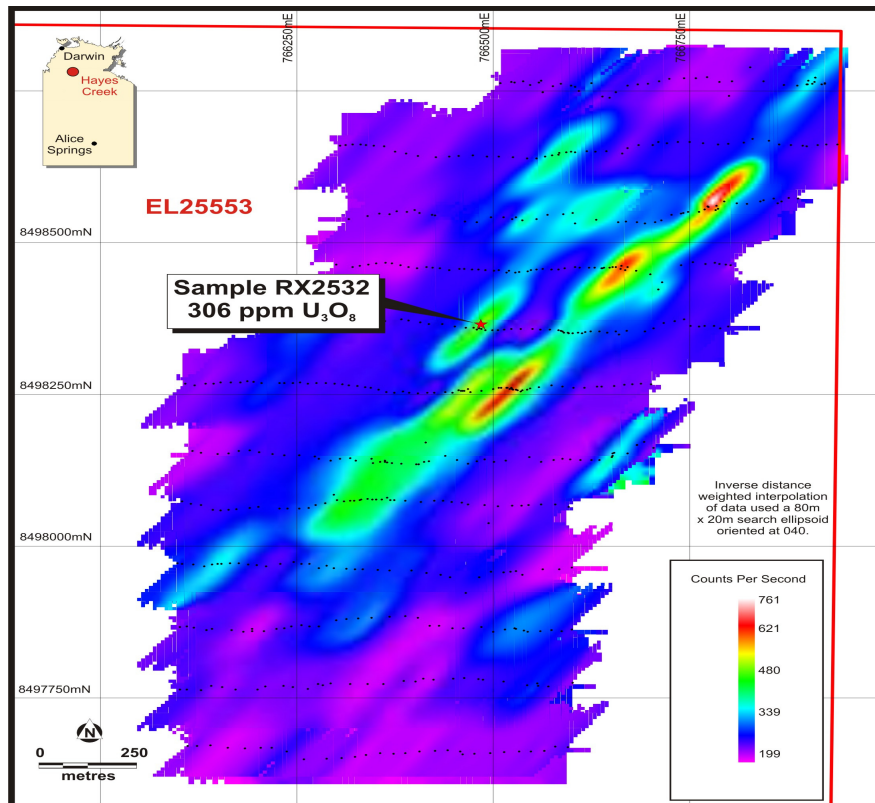 766250mE
766500mE
766750mE
Darwin
Hayes
Creek
Alice
Springs
EL25553
8498500mN
Sample RX2532
306 ppm U₃O₈
8498250mN
Inverse distance
weighted interpolation
of data used a 80m
x 20m search ellipsoid
oriented at 040.
8498000mN
Counts Per Second
761
621
480
339
199
8497750mN
N
0 250
metres